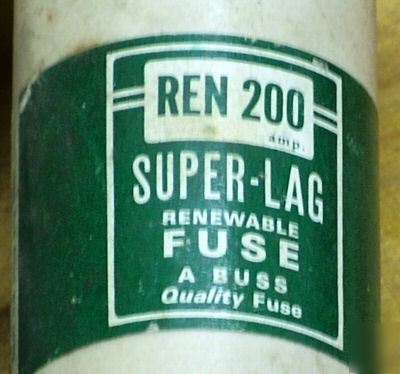 REN 200
amp.
SUPER-LAG
RENEWABLE
FUSE
A BUSS
Quality Fuse